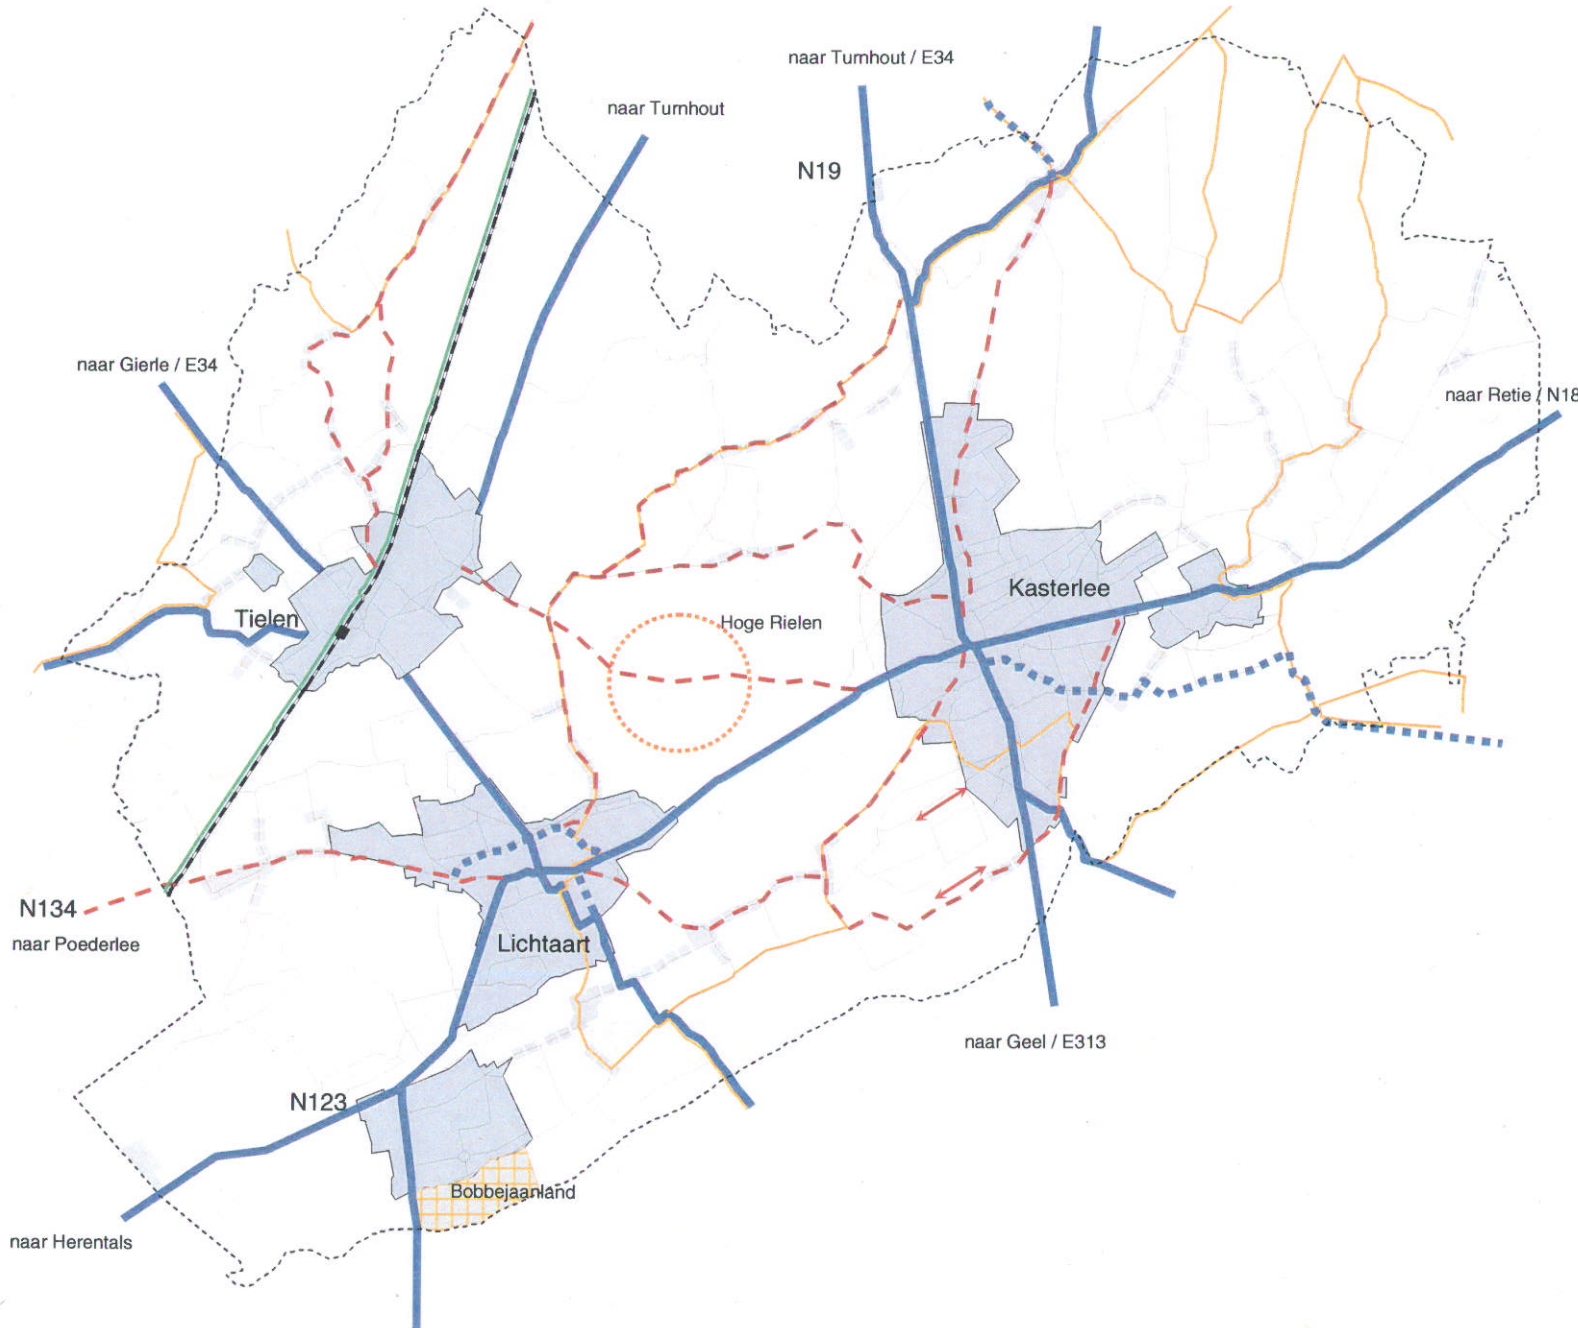 naar Turnhout / E34
naar Turnhout
N19
naar Gierle / E34
naar Retie / N18
Kasterlee
Tielen
Hoge Rielen
N134
naar Poederlee
Lichtaart
naar Geel / E313
N123
Bobbejaanland
naar Herentals